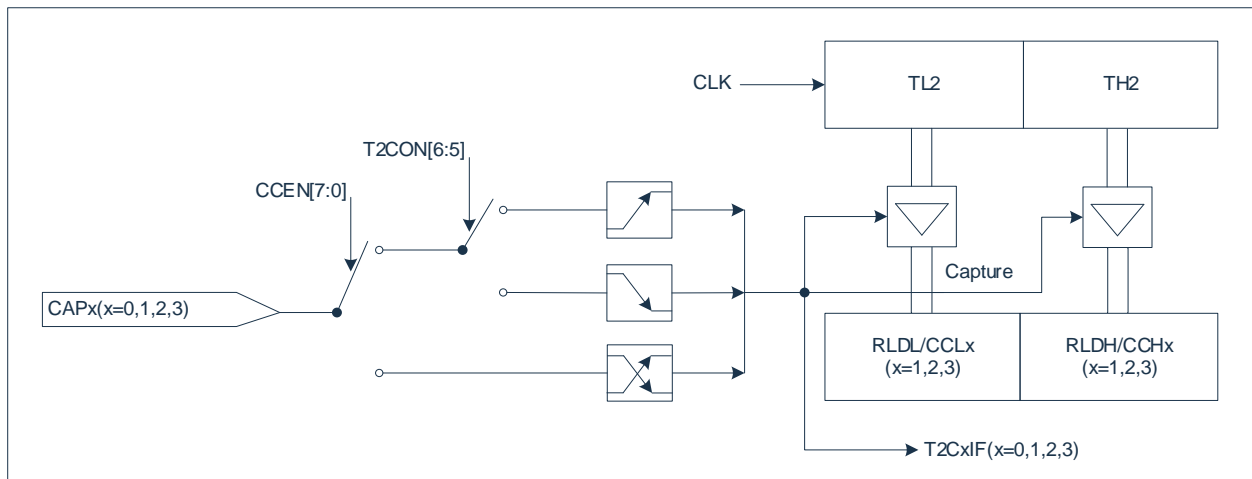 CLK
TL2
TH2
T2CON[6:5]
CCEN[7:0]
Capture
CAPx(x=0,1,2,3)
RLDL/CCLx
(x=1,2,3)
RLDH/CCHx
(x=1,2,3)
T2CxIF(x=0,1,2,3)